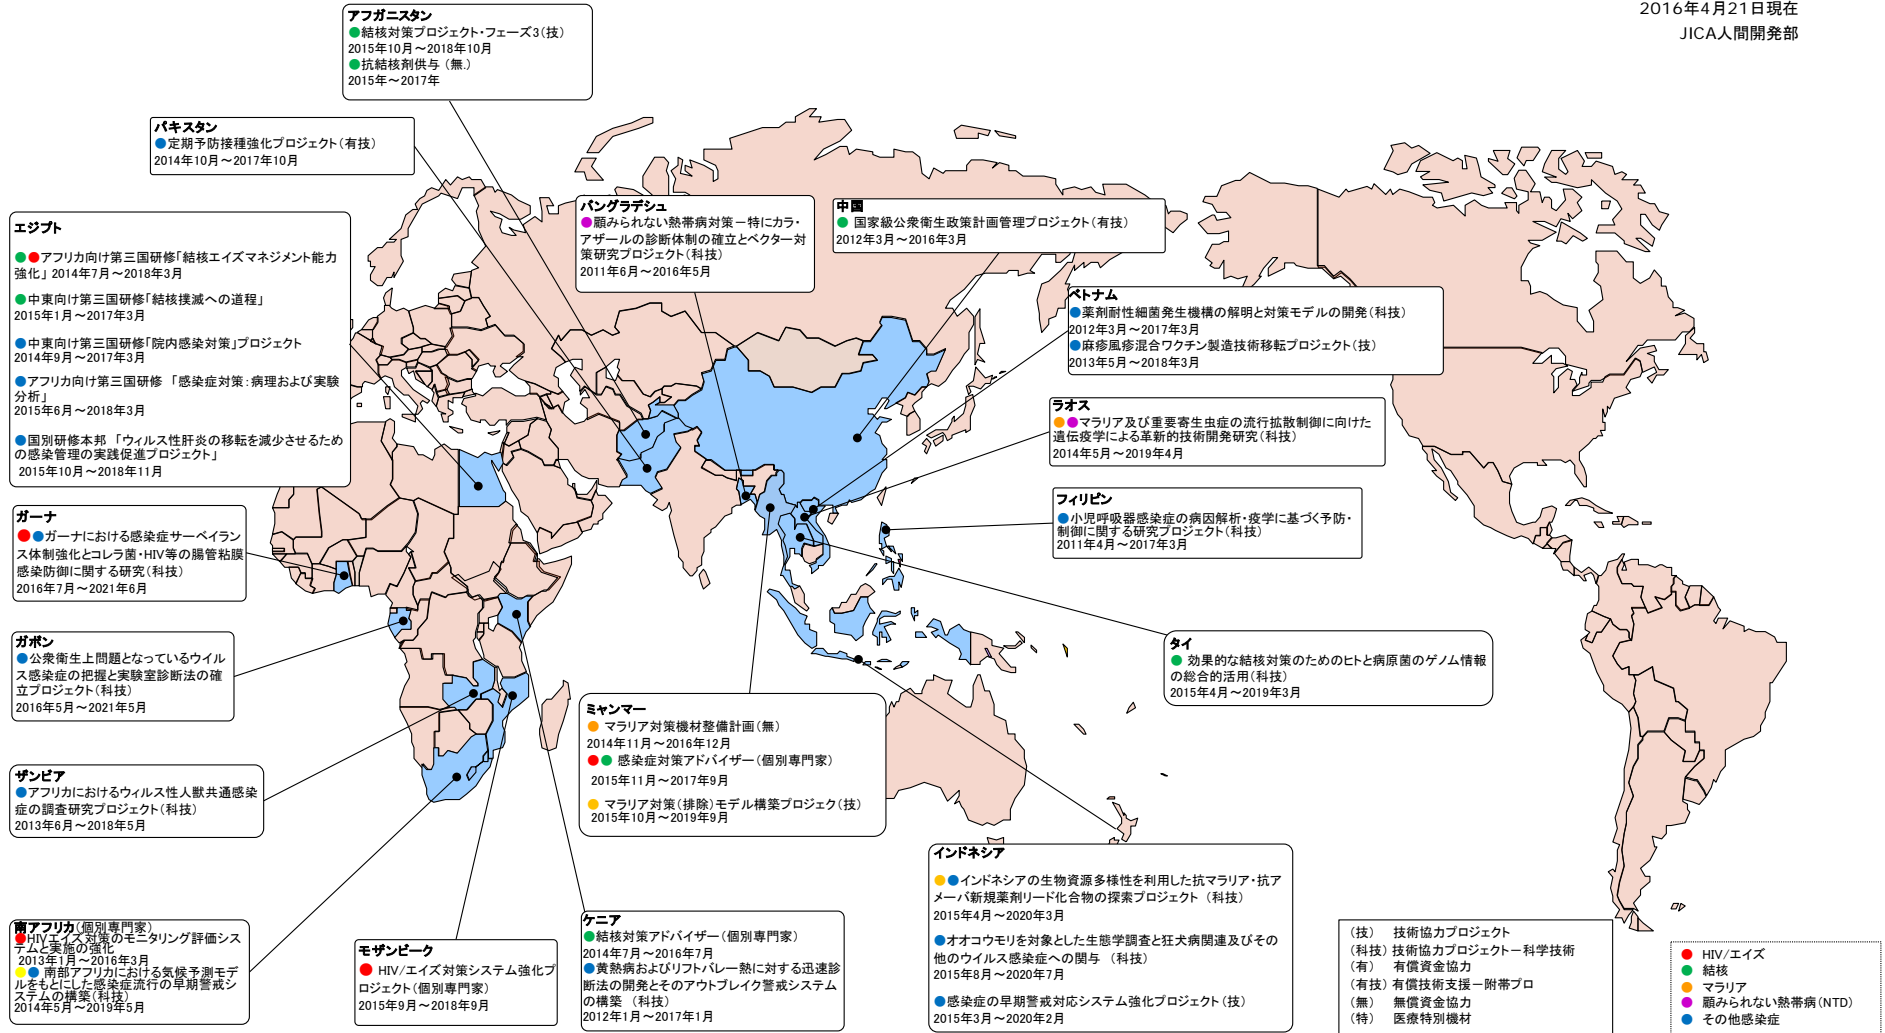 2016年4月21日現在
JICA人間開発部
アフガニスタン
●結核対策プロジェクト・フェーズ3(技)
2015年10月～2018年10月
●抗結核剤供与（無.）
2015年～2017年
パキスタン
●定期予防接種強化プロジェクト(有技)
2014年10月～2017年10月
エジプト
●●アフリカ向け第三国研修「結核エイズマネジメント能力
強化」 2014年7月～2018年3月
●中東向け第三国研修「結核撲滅への道程」
2015年1月～2017年3月
●中東向け第三国研修「院内感染対策」プロジェクト
2014年9月～2017年3月
●アフリカ向け第三国研修 「感染症対策：病理および実験
分析」
2015年6月～2018年3月
●国別研修本邦 「ウィルス性肝炎の移転を減少させるため
の感染管理の実践促進プロジェクト」
2015年10月～2018年11月
バングラデシュ
●顧みられない熱帯病対策－特にカラ・
アザールの診断体制の確立とベクター対
策研究プロジェクト(科技)
2011年6月～2016年5月
中国
● 国家級公衆衛生政策計画管理プロジェクト(有技)
2012年3月～2016年3月
ベトナム
●薬剤耐性細菌発生機構の解明と対策モデルの開発(科技)
2012年3月～2017年3月
●麻疹風疹混合ワクチン製造技術移転プロジェクト(技)
2013年5月～2018年3月
ラオス
●●マラリア及び重要寄生虫症の流行拡散制御に向けた
遺伝疫学による革新的技術開発研究(科技)
2014年5月～2019年4月
フィリピン
●小児呼吸器感染症の病因解析・疫学に基づく予防・
制御に関する研究プロジェクト(科技)
2011年4月～2017年3月
ガーナ
●●ガーナにおける感染症サーベイラン
ス体制強化とコレラ菌・HIV等の腸管粘膜
感染防御に関する研究(科技)
2016年7月～2021年6月
ガボン
●公衆衛生上問題となっているウイル
ス感染症の把握と実験室診断法の確
立プロジェクト(科技)
2016年5月～2021年5月
タイ
● 効果的な結核対策のためのヒトと病原菌のゲノム情報
の総合的活用(科技)
2015年4月～2019年3月
ミャンマー
● マラリア対策機材整備計画(無)
2014年11月～2016年12月
●● 感染症対策アドバイザー(個別専門家)
2015年11月～2017年9月
● マラリア対策(排除)モデル構築プロジェク(技)
2015年10月～2019年9月
ザンビア
●アフリカにおけるウィルス性人獣共通感染
症の調査研究プロジェクト(科技)
2013年6月～2018年5月
南アフリカ(個別専門家)
●HIVエイズ対策のモニタリング評価シス
テムと実施の強化
2013年1月～2016年3月
●● 南部アフリカにおける気候予測モデ
ルをもとにした感染症流行の早期警戒シ
ステムの構築(科技)
2014年5月～2019年5月
モザンビーク
● HIV/エイズ対策システム強化プ
ロジェクト(個別専門家)
2015年9月～2018年9月
ケニア
●結核対策アドバイザー(個別専門家)
2014年7月～2016年7月
●黄熱病およびリフトバレー熱に対する迅速診
断法の開発とそのアウトブレイク警戒システム
の構築 （科技）
2012年1月～2017年1月
インドネシア
●●インドネシアの生物資源多様性を利用した抗マラリア・抗ア
メーバ新規薬剤リード化合物の探索プロジェクト （科技）
2015年4月～2020年3月
●オオコウモリを対象とした生態学調査と狂犬病関連及びその
他のウイルス感染症への関与 （科技）
2015年8月～2020年7月
●感染症の早期警戒対応システム強化プロジェクト(技)
2015年3月～2020年2月
(技) 技術協力プロジェクト
(科技) 技術協力プロジェクト－科学技術
(有) 有償資金協力
(有技) 有償技術支援－附帯プロ
(無) 無償資金協力
(特) 医療特別機材
● HIV/エイズ
● 結核
● マラリア
● 顧みられない熱帯病(NTD)
● その他感染症